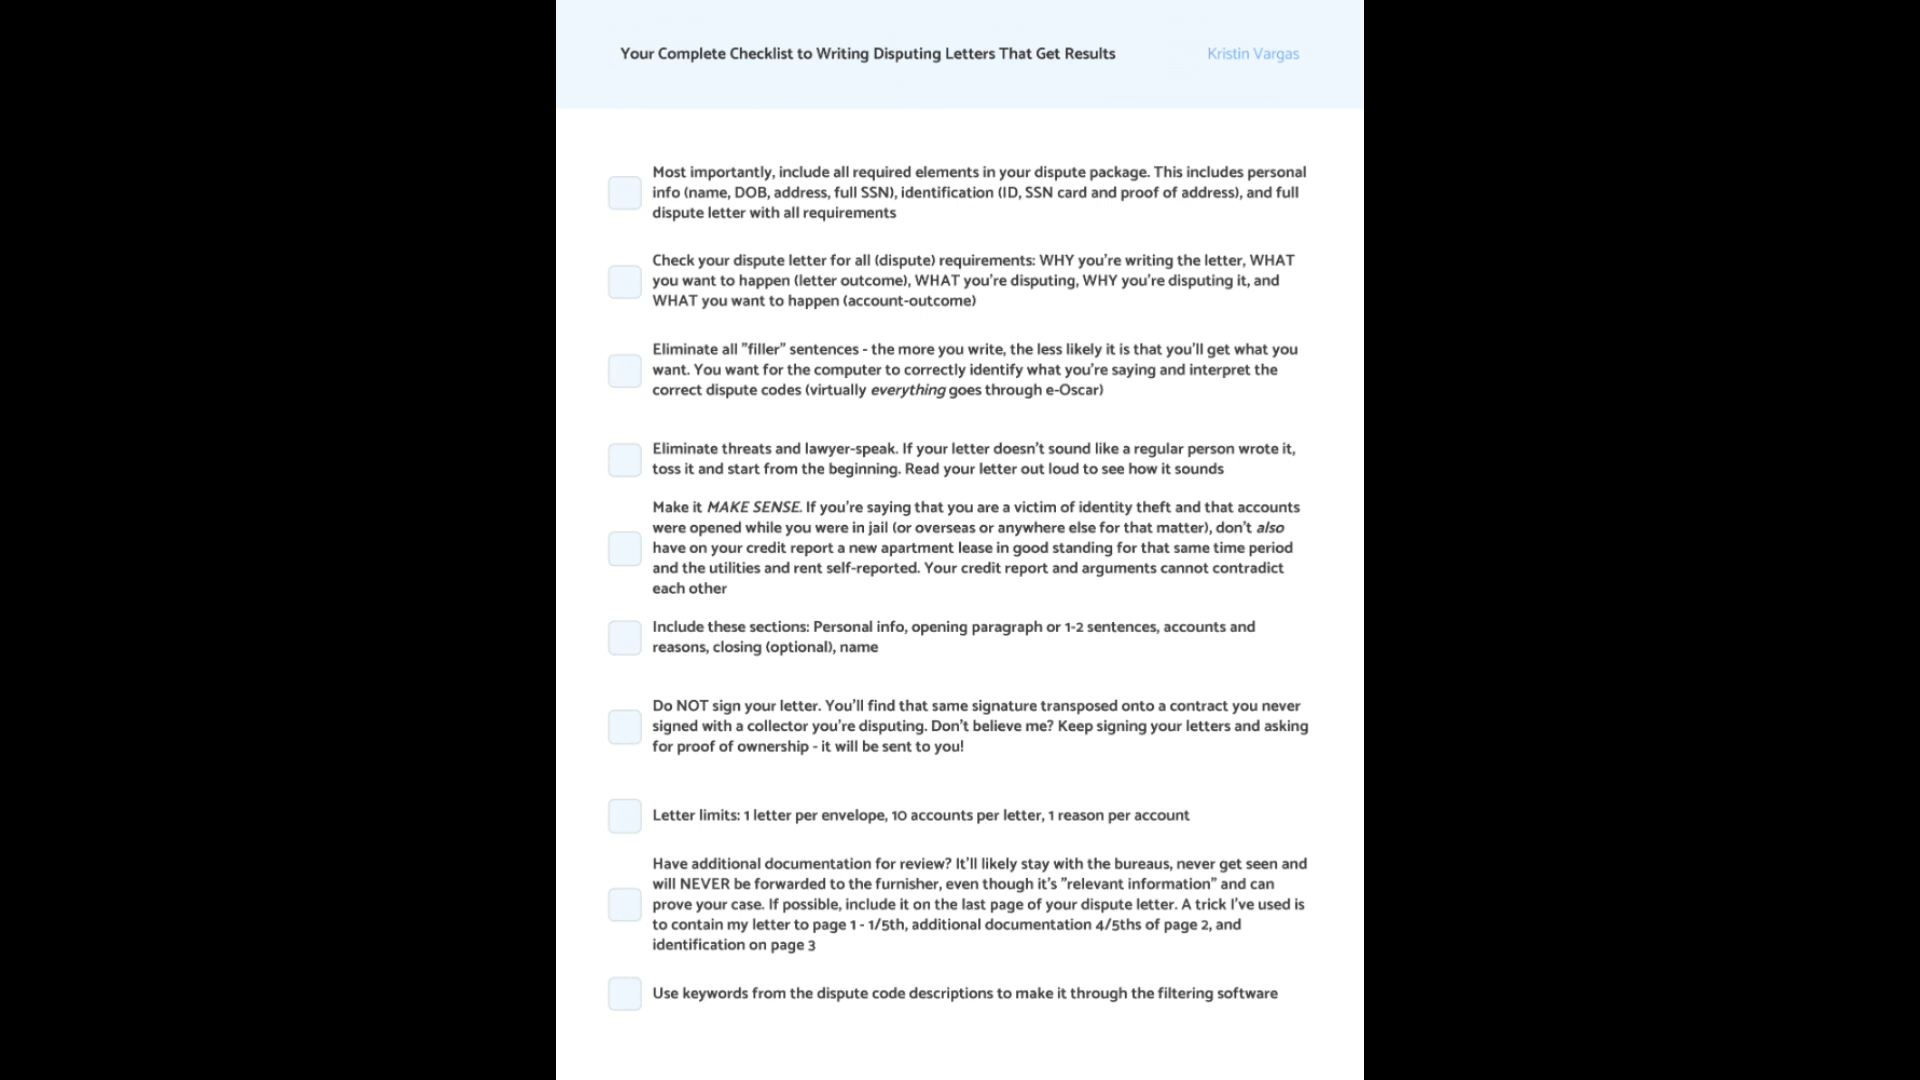 Your Complete Checklist to Writing Disputing Letters That Get Results
Kristin Vargas
Most importantly, include all required elements in your dispute package. This includes personal
info (name, DOB, address, full SSN), identification (ID, SSN card and proof of address), and full
dispute letter with all requirements
Check your dispute letter for all (dispute) requirements: WHY you're writing the letter, WHAT
you want to happen (letter outcome), WHAT you're disputing, WHY you're disputing it, and
WHAT you want to happen (account-outcome)
Eliminate all "filler" sentences - the more you write, the less likely it is that you'll get what you
want. You want for the computer to correctly identify what you're saying and interpret the
correct dispute codes (virtually everything goes through e-Oscar)
Eliminate threats and lawyer-speak. If your letter doesn't sound like a regular person wrote it,
toss it and start from the beginning. Read your letter out loud to see how it sounds
Make it MAKE SENSE. If you're saying that you are a victim of identity theft and that accounts
were opened while you were in jail (or overseas or anywhere else for that matter), don't also
have on your credit report a new apartment lease in good standing for that same time period
and the utilities and rent self-reported. Your credit report and arguments cannot contradict
each other
Include these sections: Personal info, opening paragraph or 1-2 sentences, accounts and
reasons, closing (optional), name
Do NOT sign your letter. You'll find that same signature transposed onto a contract you never
signed with a collector you're disputing. Don't believe me? Keep signing your letters and asking
for proof of ownership - it will be sent to you!
Letter limits: 1 letter per envelope, 10 accounts per letter, 1 reason per account
Have additional documentation for review? It'll likely stay with the bureaus, never get seen and
will NEVER be forwarded to the furnisher, even though it's "relevant information" and can
prove your case. If possible, include it on the last page of your dispute letter. A trick I've used is
to contain my letter to page 1 - 1/5th, additional documentation 4/5ths of page 2, and
identification on page 3
Use keywords from the dispute code descriptions to make it through the filtering software